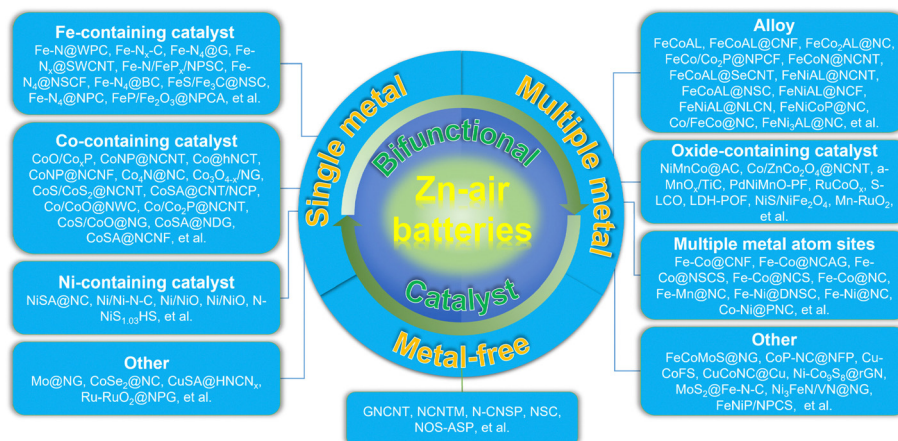 Fe-containing catalyst
Fe-N@WPC, Fe-Nₓ-C, Fe-N₄@G, Fe-
Nₓ@SWCNT, Fe-N/FePₓ/NPSC, Fe-
N₄@NSCF, Fe-N₄@BC, FeS/Fe₃C@NSC,
Fe-N₄@NPC, FeP/Fe₂O₃@NPCA, et al.
Co-containing catalyst
CoO/CoₓP, CoNP@NCNT, Co@hNCT,
CoNP@NCNF, Co₄N@NC, Co₃O₄₋ₓ/NG,
CoS/CoS₂@NCNT, CoSA@CNT/NCP,
Co/CoO@NWC, Co/Co₂P@NCNT,
CoS/CoO@NG, CoSA@NDG,
CoSA@NCNF, et al.
Ni-containing catalyst
NiSA@NC, Ni/Ni-N-C, Ni/NiO, Ni/NiO, N-
NiS₁.₀₃HS, et al.
Other
Mo@NG, CoSe₂@NC, CuSA@HNCNₓ,
Ru-RuO₂@NPG, et al.
Single metal
Multiple metal
Metal-free
Bifunctional
Zn-air
batteries
Catalyst
GNCNT, NCNTM, N-CNSP, NSC,
NOS-ASP, et al.
Alloy
FeCoAL, FeCoAL@CNF, FeCo₂AL@NC,
FeCo/Co₂P@NPCF, FeCoN@NCNT,
FeCoAL@SeCNT, FeNiAL@NCNT,
FeCoAL@NSC, FeNiAL@NCF,
FeNiAL@NLCN, FeNiCoP@NC,
Co/FeCo@NC, FeNi₃AL@NC, et al.
Oxide-containing catalyst
NiMnCo@AC, Co/ZnCo₂O₄@NCNT, a-
MnOₓ/TiC, PdNiMnO-PF, RuCoOₓ, S-
LCO, LDH-POF, NiS/NiFe₂O₄, Mn-RuO₂,
et al.
Multiple metal atom sites
Fe-Co@CNF, Fe-Co@NCAG, Fe-
Co@NSCS, Fe-Co@NCS, Fe-Co@NC,
Fe-Mn@NC, Fe-Ni@DNSC, Fe-Ni@NC,
Co-Ni@PNC, et al.
Other
FeCoMoS@NG, CoP-NC@NFP, Cu-
CoFS, CuCoNC@Cu, Ni-Co₉S₈@rGN,
MoS₂@Fe-N-C, Ni₃FeN/VN@NG,
FeNiP/NPCS, et al.